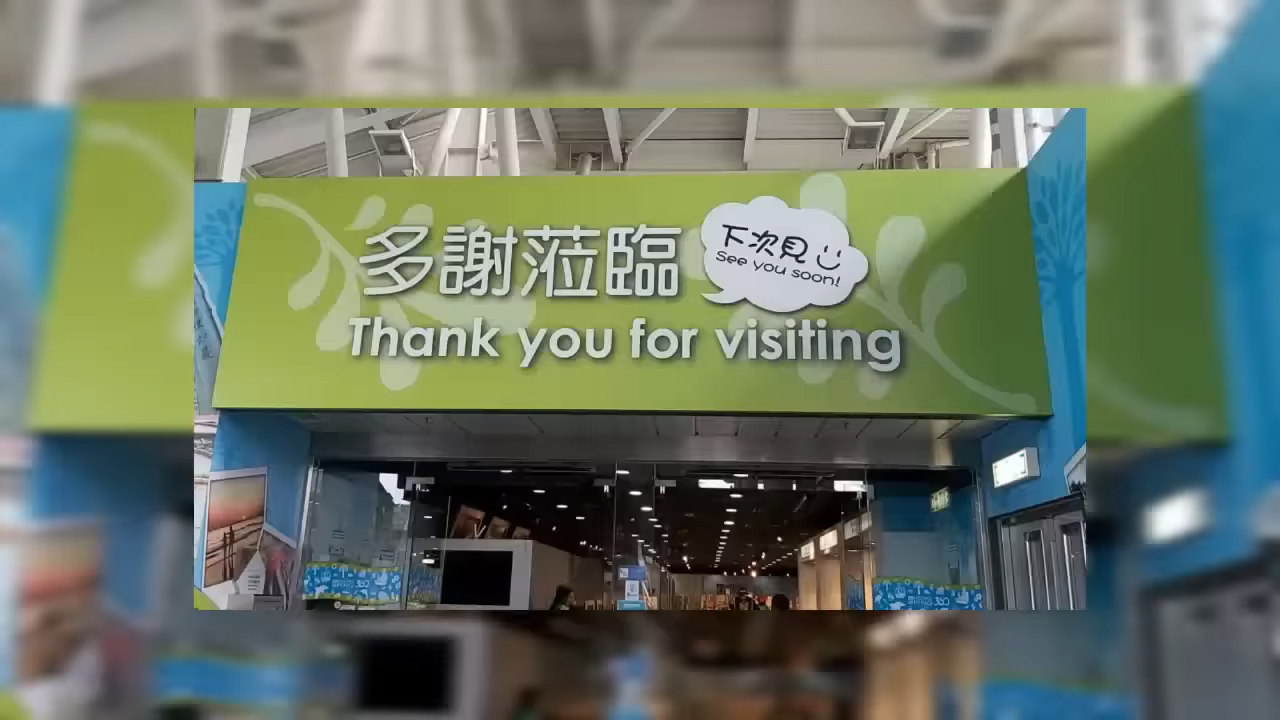 多謝蒞臨
下次見
See you soon!
Thank you for visiting